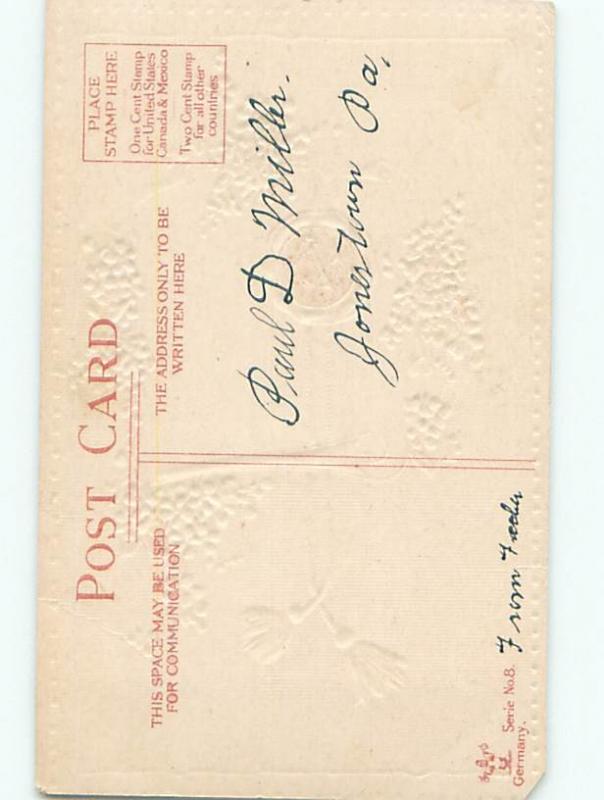 POST CARD
PLACE
STAMP HERE
One Cent Stamp
for United States
Canada & Mexico
Two Cent Stamp
for all other
countries
THIS SPACE MAY BE USED
FOR COMMUNICATION
THE ADDRESS ONLY TO BE
WRITTEN HERE
Paul D Miller.
Jonestown Pa,
From
Serie No. 8.
Germany.